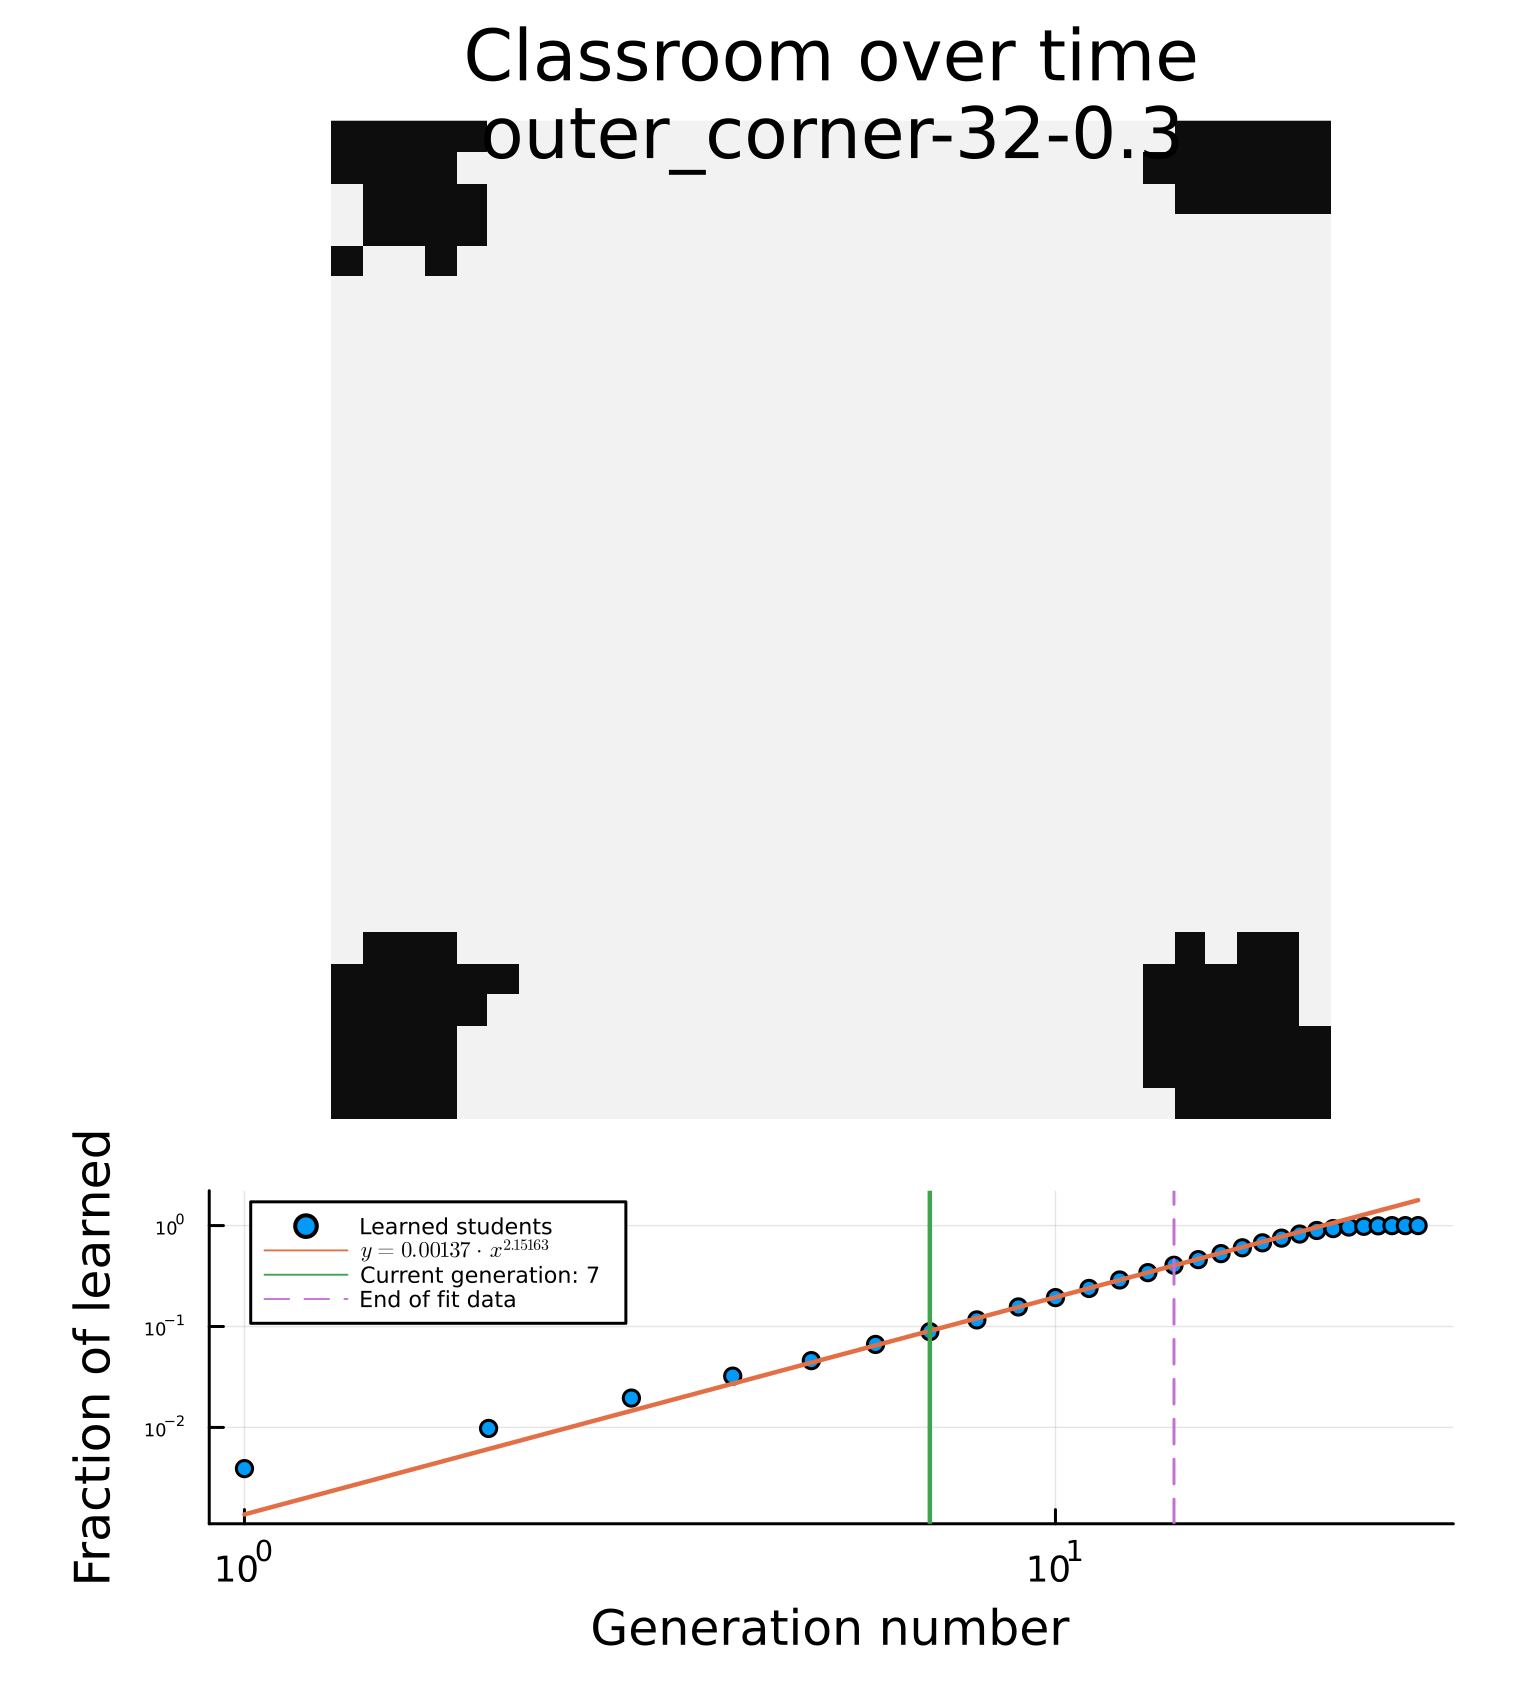 Classroom over time
outer_corner-32-0.3
Fraction of learned
10^0
10^−1
10^−2
Learned students
y = 0.00137 · x^2.15163
Current generation: 7
End of fit data
10^0
10^1
Generation number